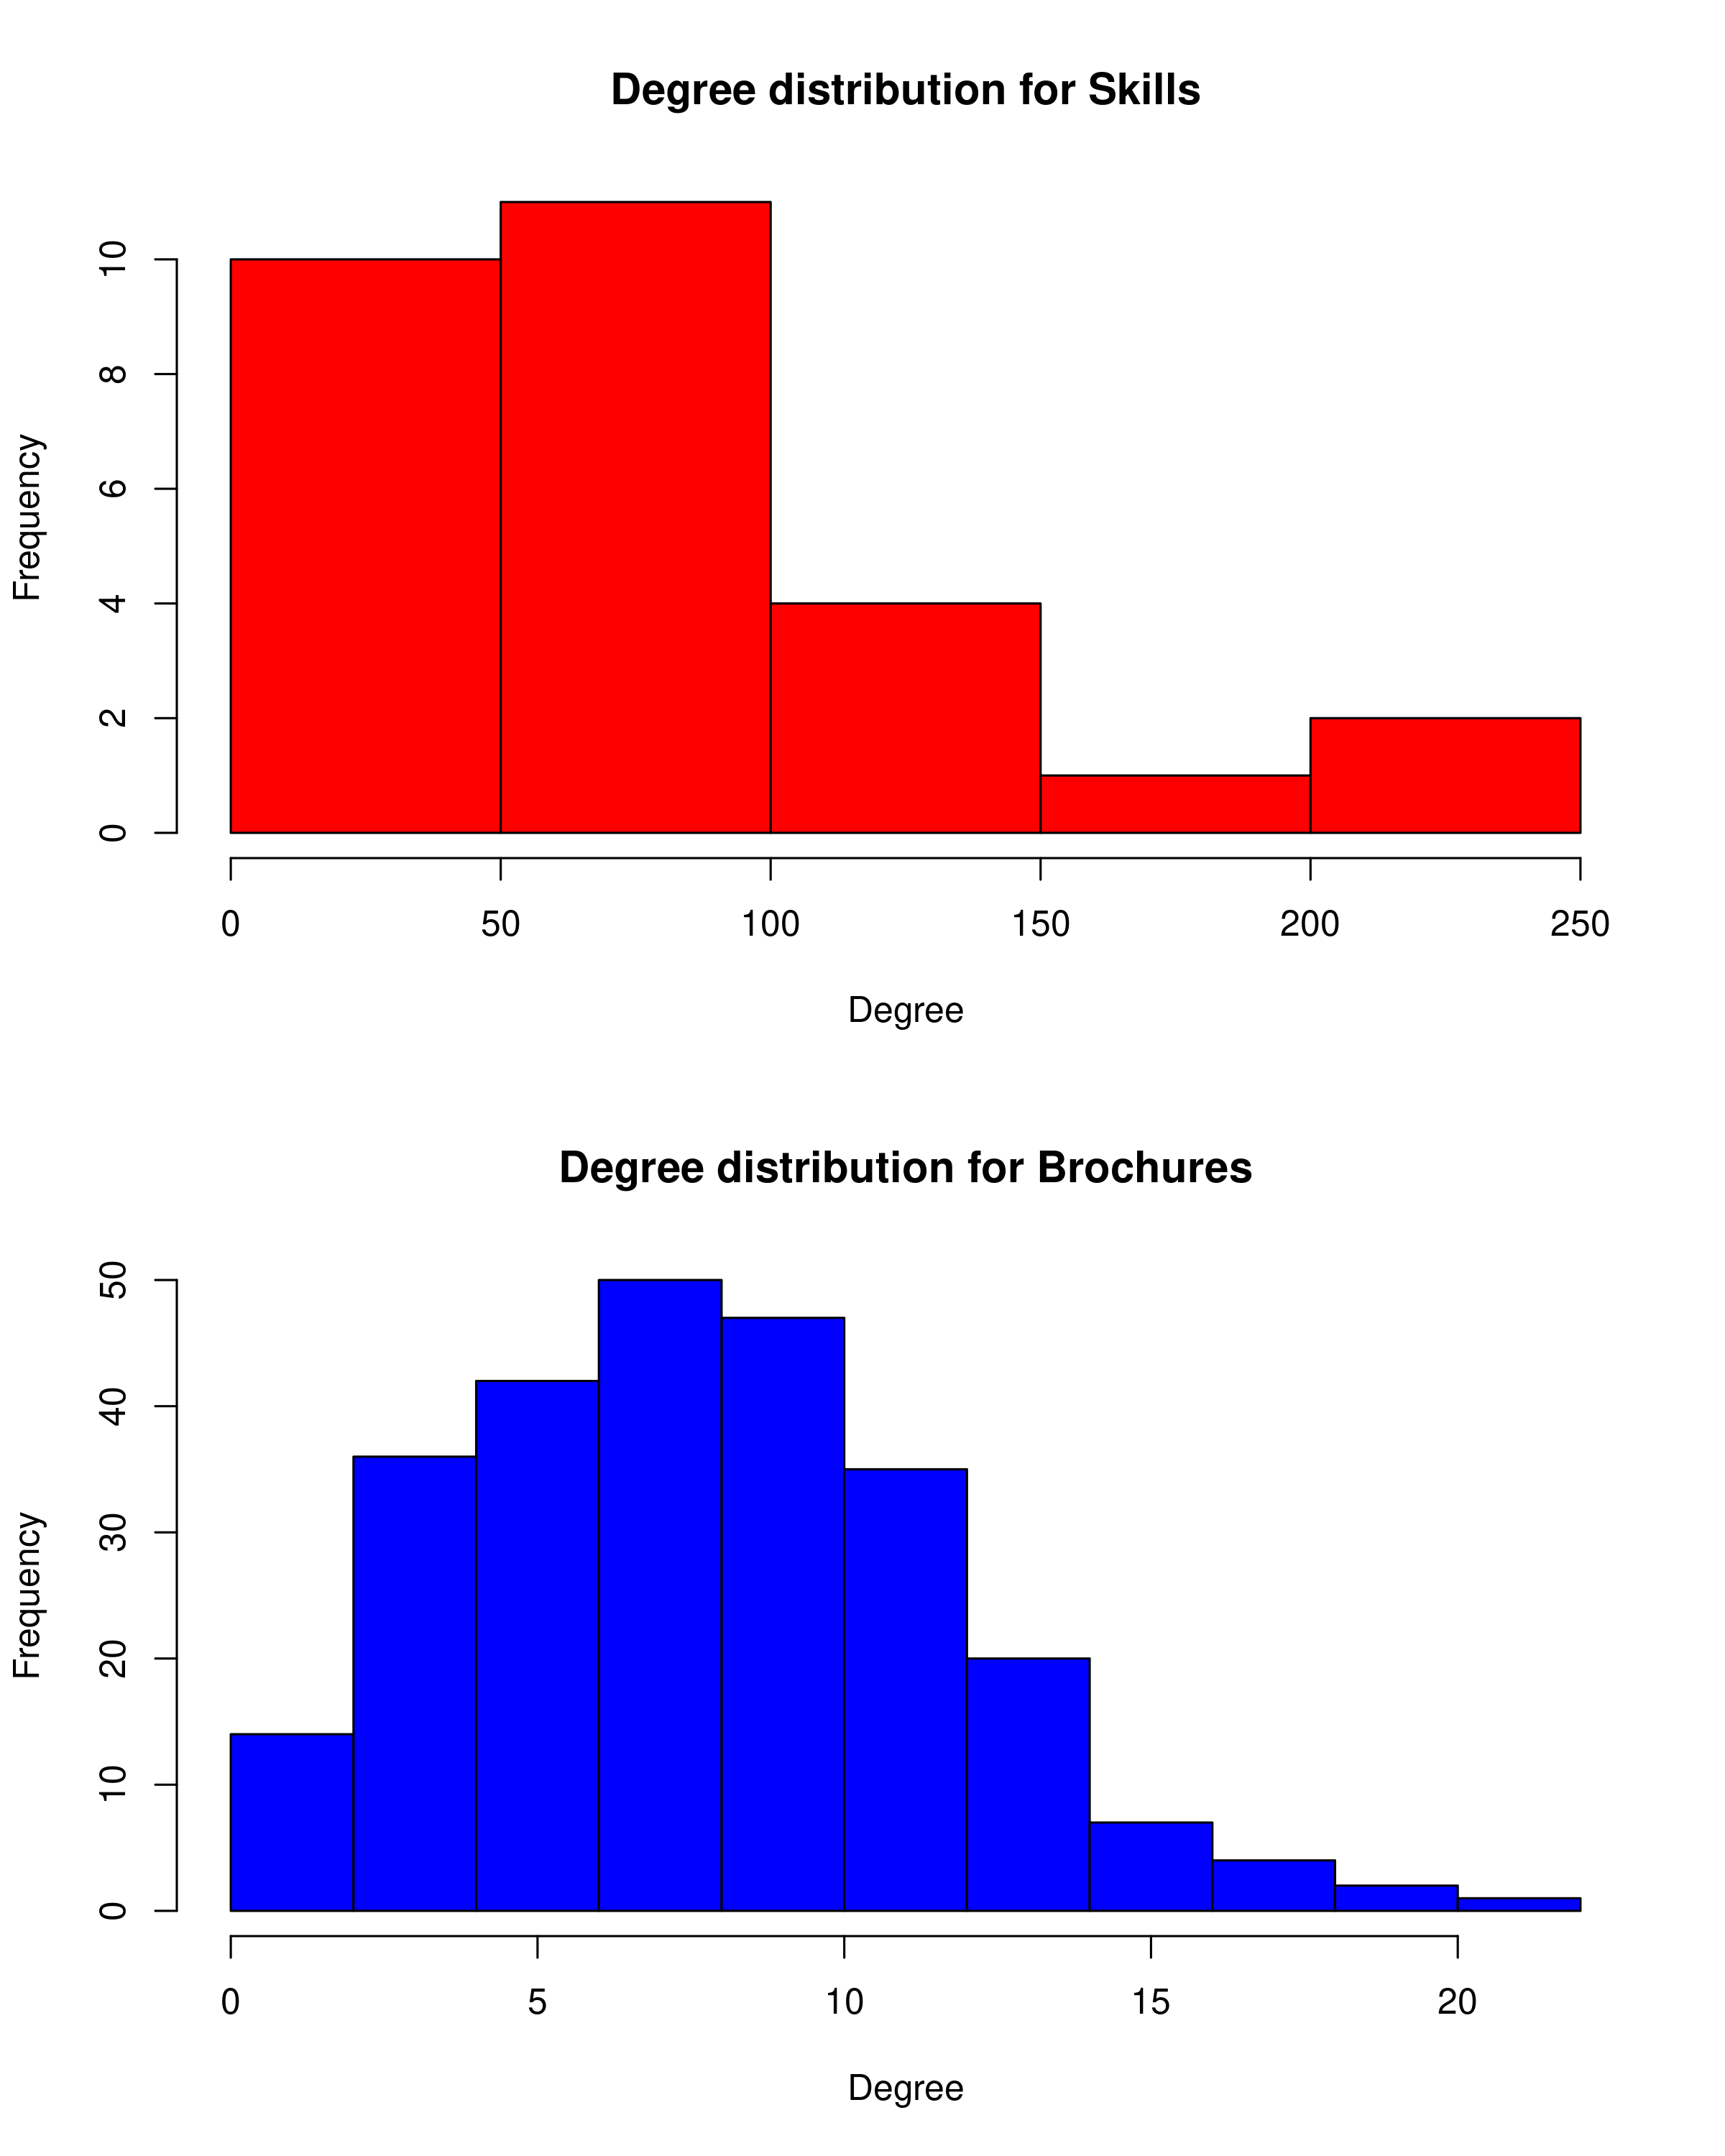 Degree distribution for Skills
Frequency
10
8
6
4
2
0
0 50 100 150 200 250
Degree
Degree distribution for Brochures
Frequency
50
40
30
20
10
0
0 5 10 15 20
Degree